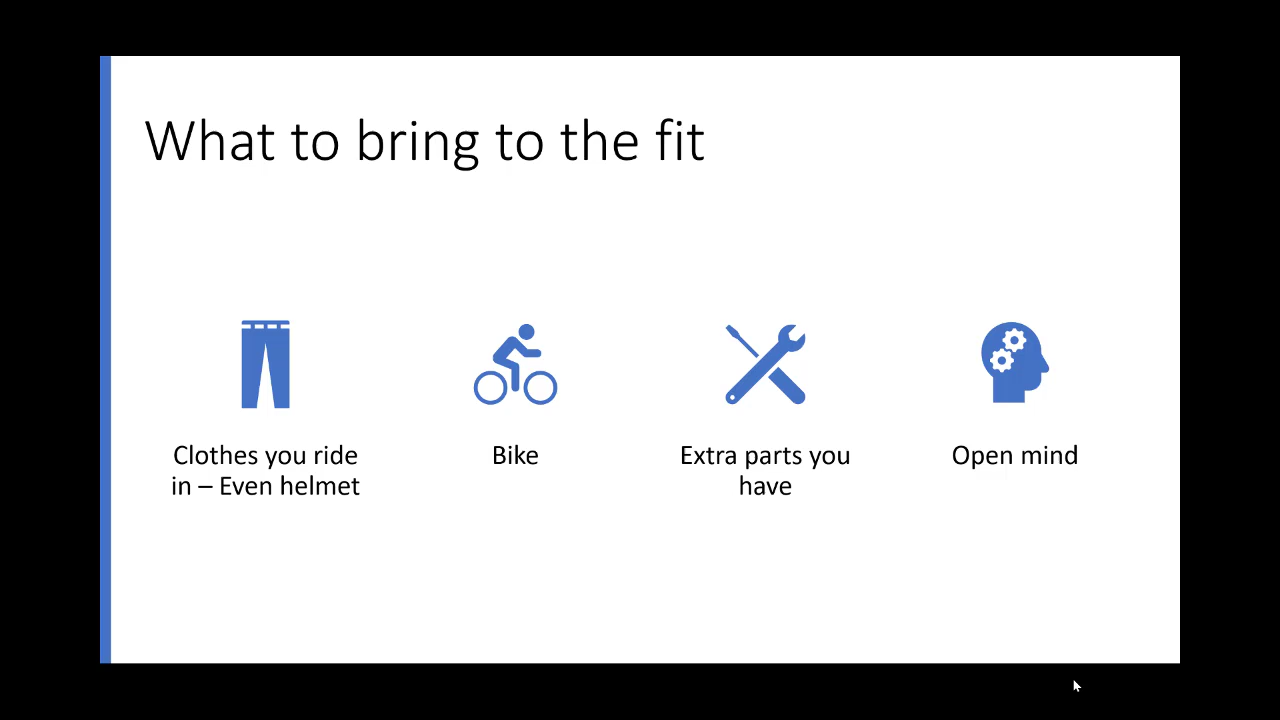 What to bring to the fit
Clothes you ride
in – Even helmet
Bike
Extra parts you
have
Open mind